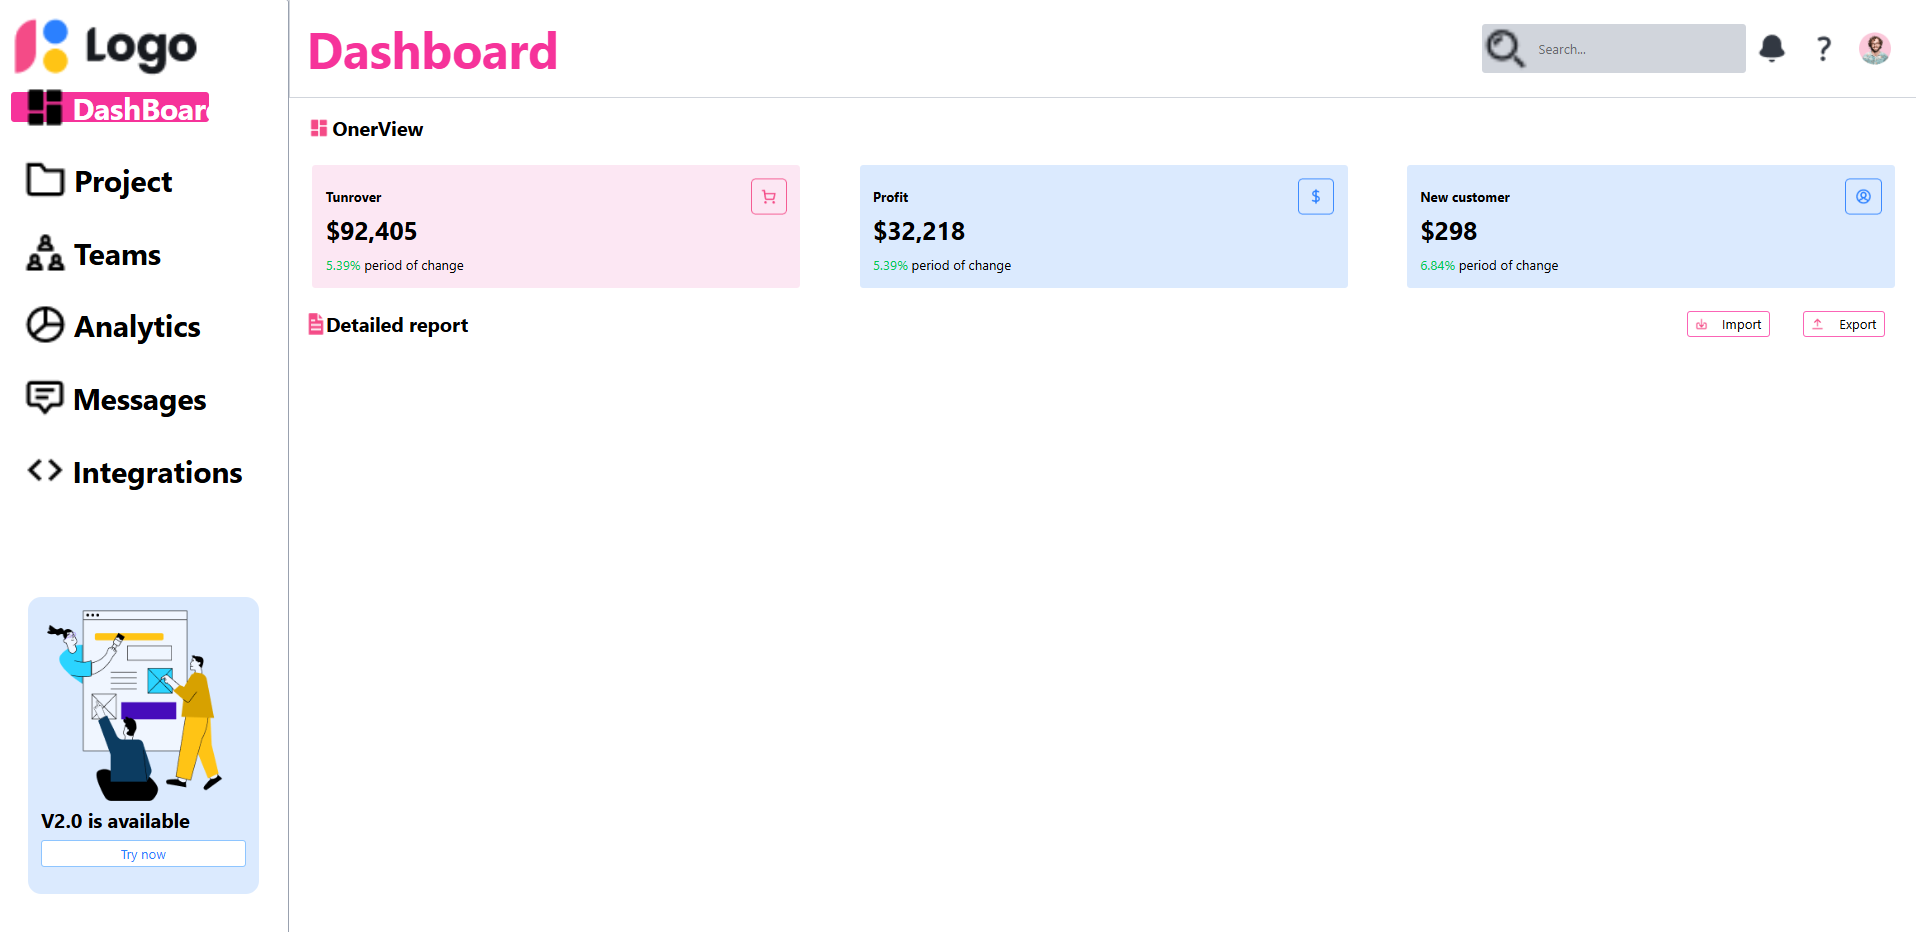 Logo
DashBoard
Project
Teams
Analytics
Messages
Integrations
V2.0 is available
Try now
Dashboard
Search...
?
OnerView
Tunrover
$92,405
5.39% period of change
Profit
$32,218
5.39% period of change
New customer
$298
6.84% period of change
Detailed report
Import
Export